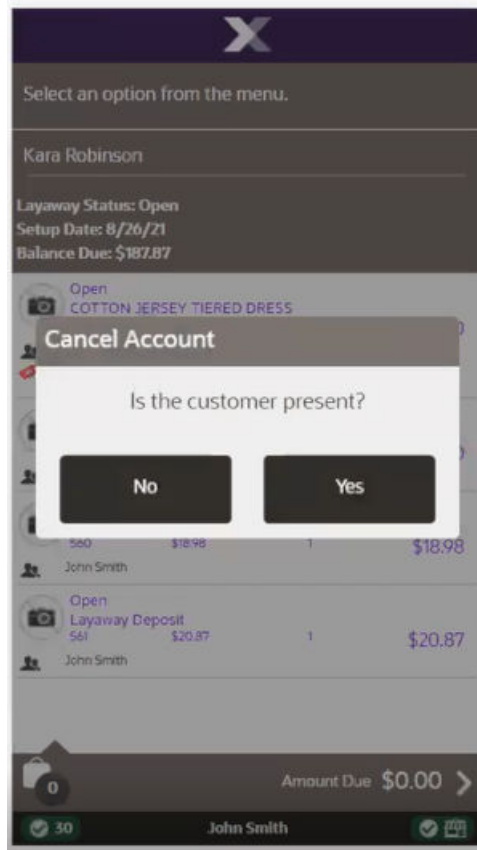 Select an option from the menu.
Kara Robinson
Layaway Status: Open
Setup Date: 8/26/21
Balance Due: $187.87
Open
COTTON JERSEY TIERED DRESS
Cancel Account
Is the customer present?
No Yes
560 $18.98 1 $18.98
John Smith
Open
Layaway Deposit
561 $20.87 1 $20.87
John Smith
0 Amount Due $0.00
30 John Smith